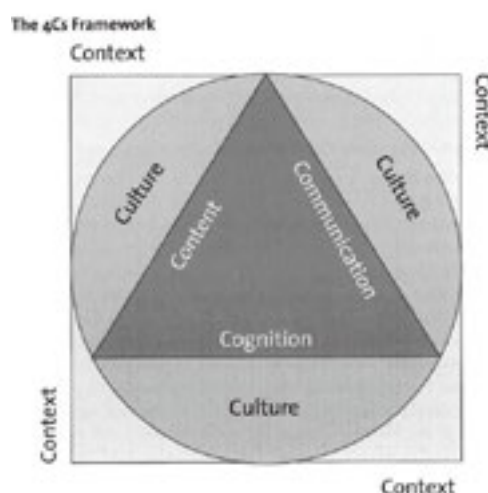 The 4Cs Framework
Context
Context
Culture
Culture
Content
Communication
Cognition
Culture
Context
Context